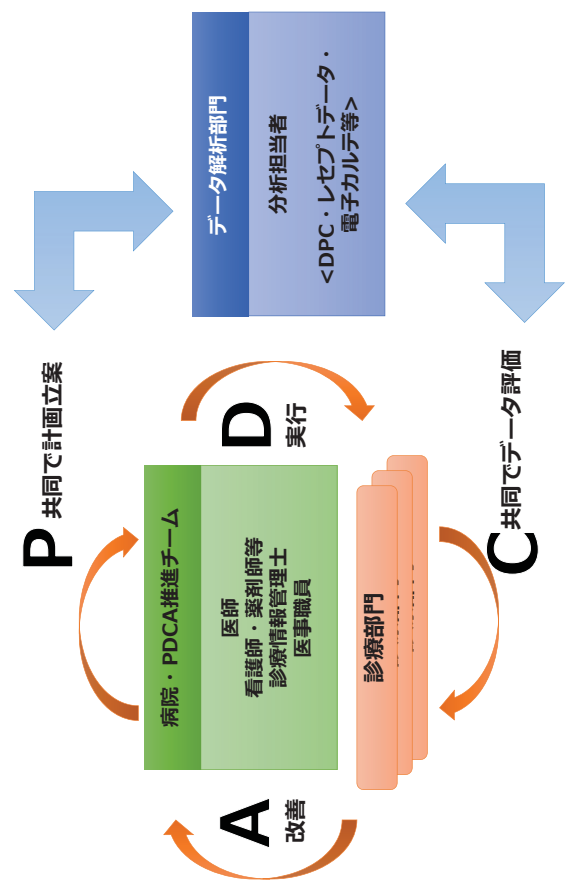 P 共同で計画立案
病院・PDCA推進チーム
医師
看護師・薬剤師等
診療情報管理士
医事職員
D 実行
診療部門
A 改善
C 共同でデータ評価
データ解析部門
分析担当者
<DPC・レセプトデータ・
電子カルテ等>